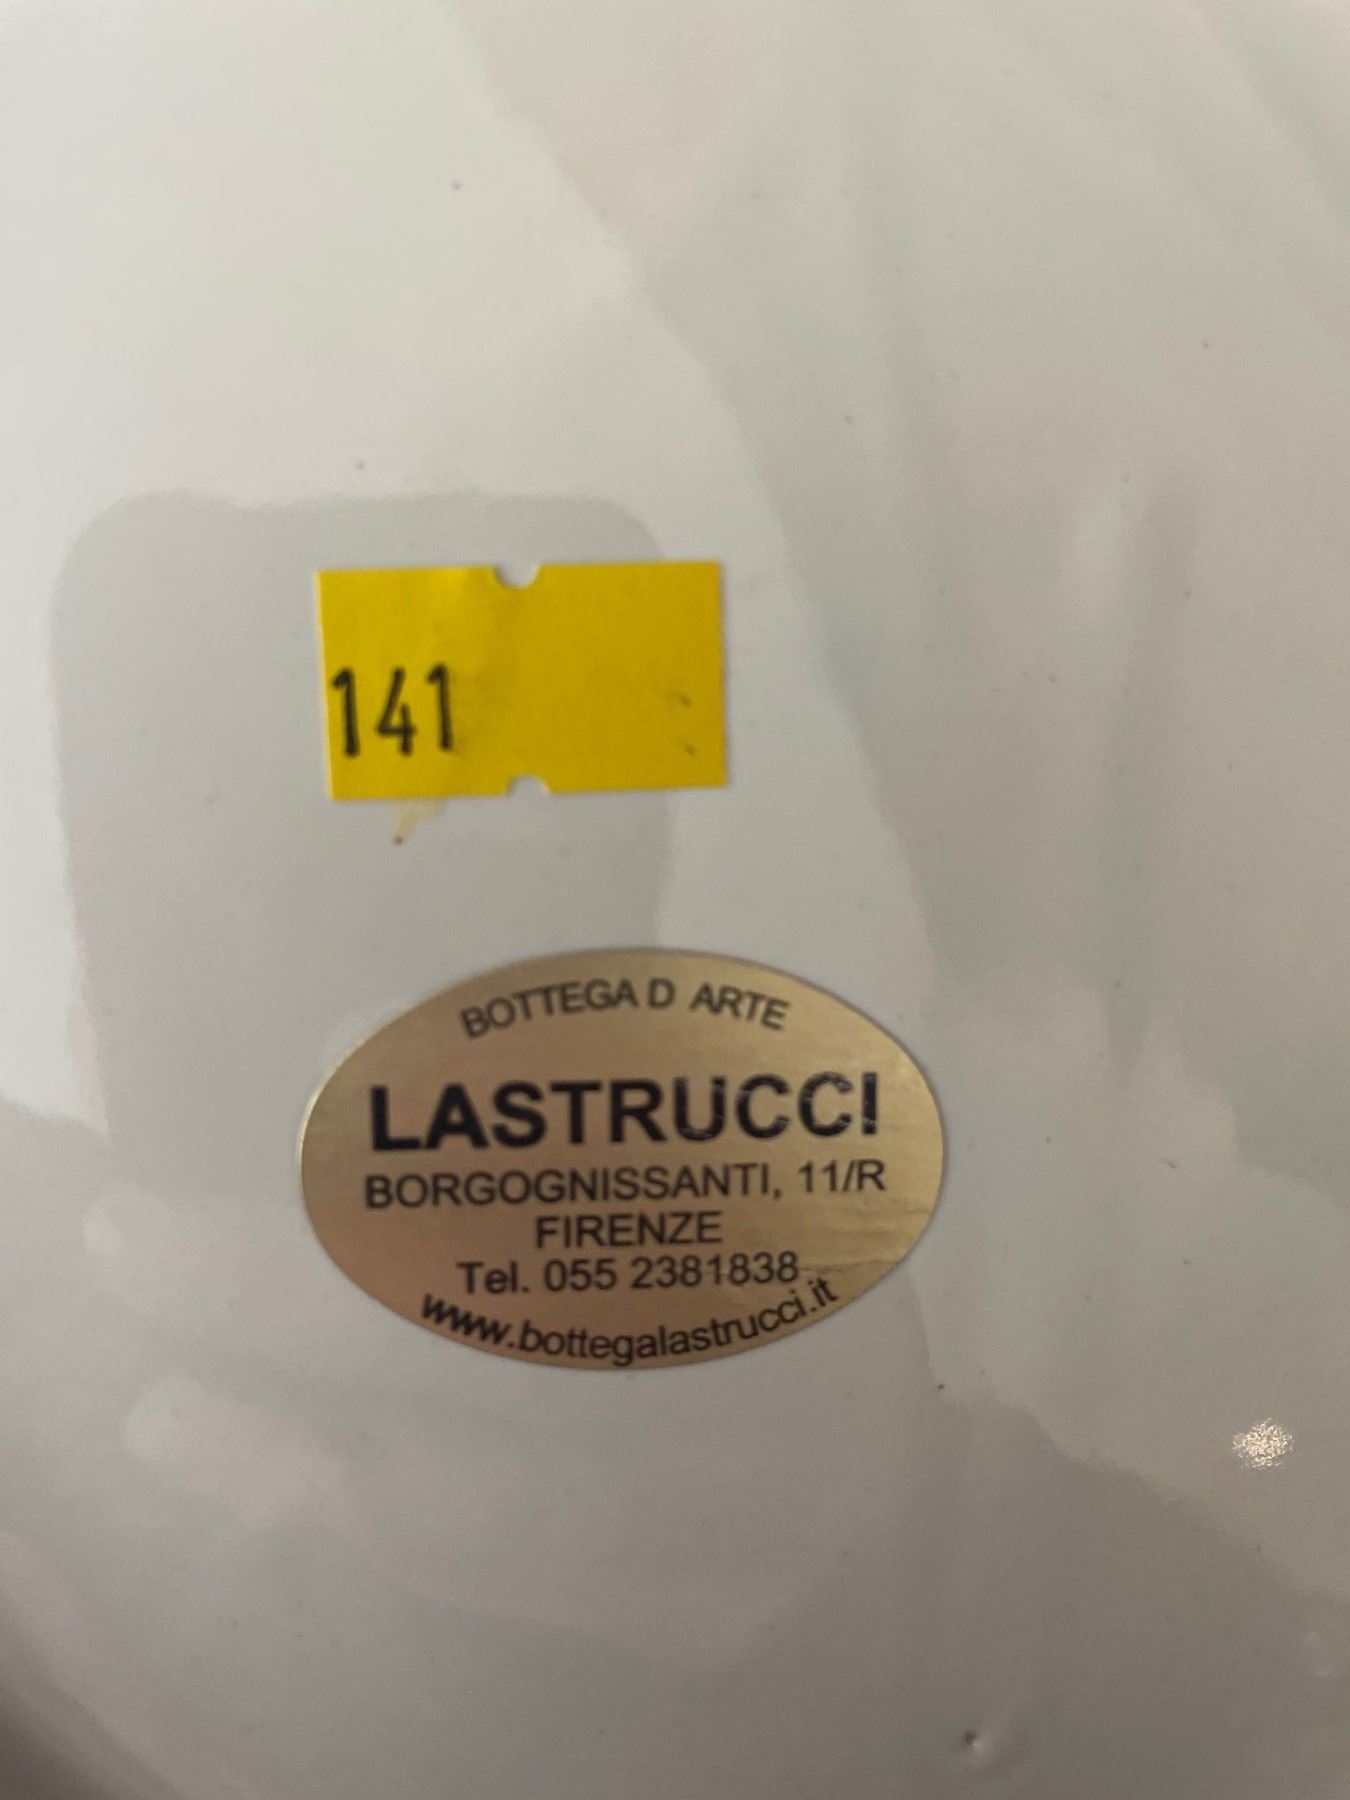 141
BOTTEGA D ARTE
LASTRUCCI
BORGOGNISSANTI, 11/R
FIRENZE
Tel. 055 2381838
www.bottegalastrucci.it